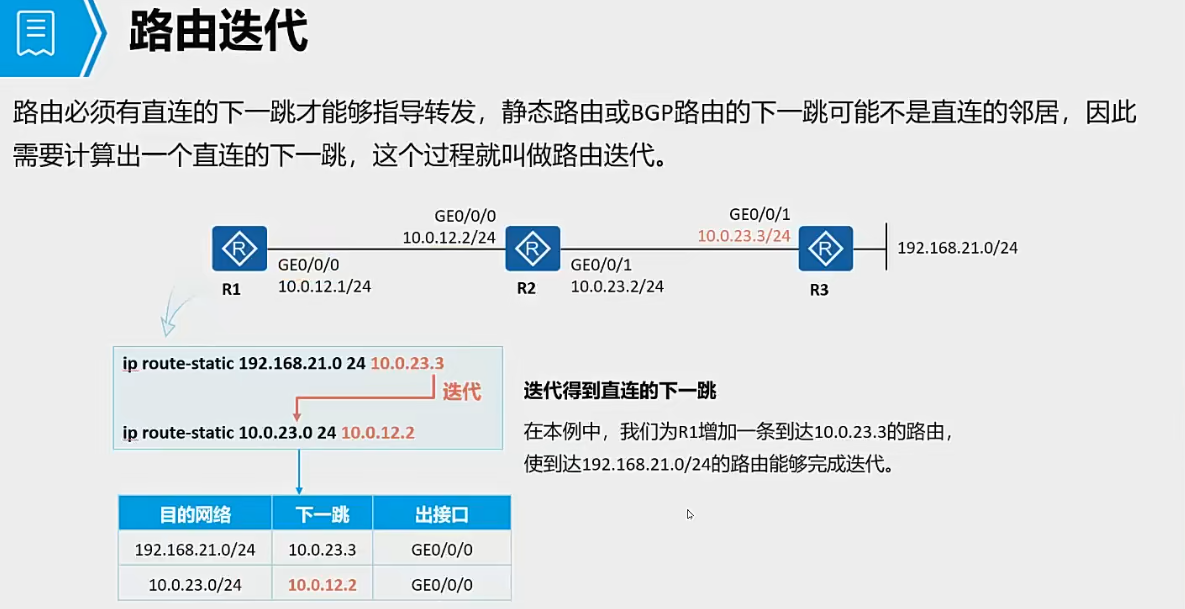 路由迭代
路由必须有直连的下一跳才能够指导转发，静态路由或BGP路由的下一跳可能不是直连的邻居，因此
需要计算出一个直连的下一跳，这个过程就叫做路由迭代。
GE0/0/0
10.0.12.2/24
GE0/0/1
10.0.23.3/24
R
R
R
192.168.21.0/24
GE0/0/0
10.0.12.1/24
GE0/0/1
10.0.23.2/24
R1
R2
R3
ip route-static 192.168.21.0 24 10.0.23.3
迭代
ip route-static 10.0.23.0 24 10.0.12.2
迭代得到直连的下一跳
在本例中，我们为R1增加一条到达10.0.23.3的路由，
使到达192.168.21.0/24的路由能够完成迭代。
目的网络 下一跳 出接口
192.168.21.0/24 10.0.23.3 GE0/0/0
10.0.23.0/24 10.0.12.2 GE0/0/0